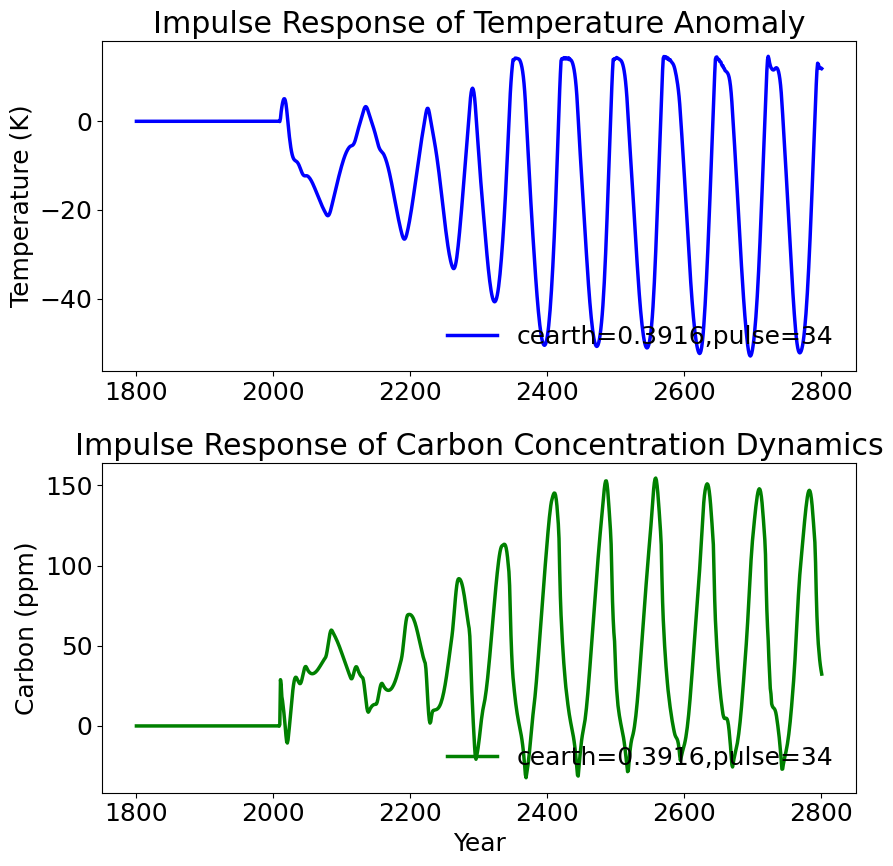 Impulse Response of Temperature Anomaly
Temperature (K)
0
−20
−40
cearth=0.3916,pulse=34
1800 2000 2200 2400 2600 2800
Impulse Response of Carbon Concentration Dynamics
Carbon (ppm)
150
100
50
0
cearth=0.3916,pulse=34
1800 2000 2200 2400 2600 2800
Year